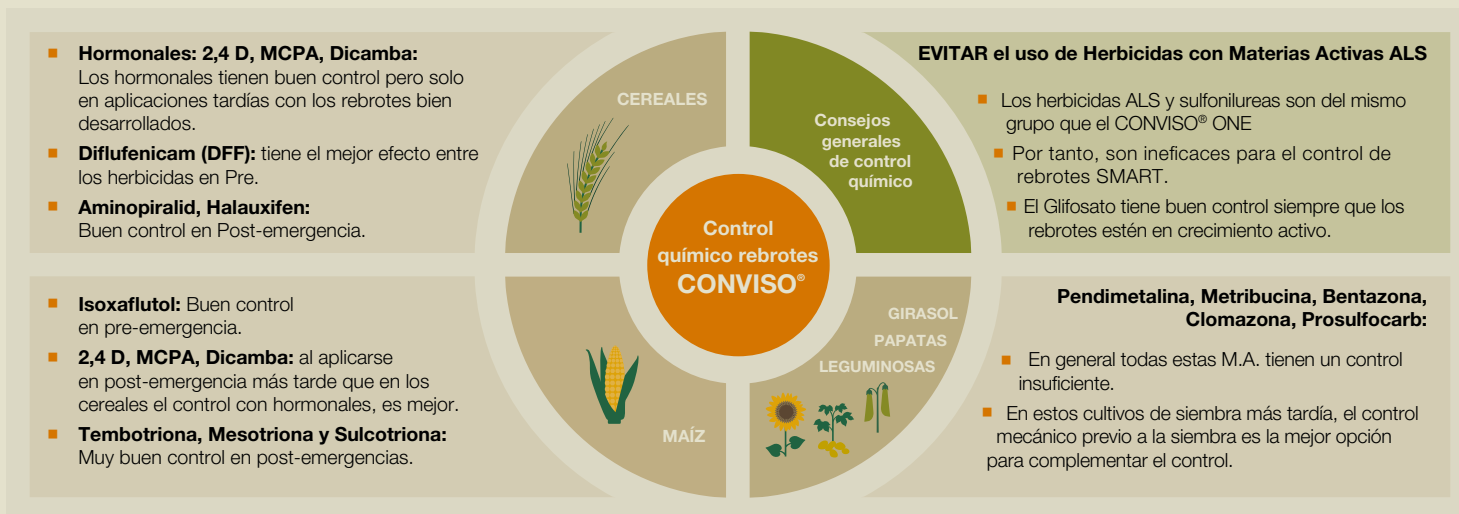 Hormonales: 2,4 D, MCPA, Dicamba:
Los hormonales tienen buen control pero solo
en aplicaciones tardías con los rebrotes bien
desarrollados.
Diflufenicam (DFF): tiene el mejor efecto entre
los herbicidas en Pre.
Aminopiralid, Halauxifen:
Buen control en Post-emergencia.
CEREALES
Consejos
generales
de control
químico
EVITAR el uso de Herbicidas con Materias Activas ALS
Los herbicidas ALS y sulfonilureas son del mismo
grupo que el CONVISO® ONE
Por tanto, son ineficaces para el control de
rebrotes SMART.
El Glifosato tiene buen control siempre que los
rebrotes estén en crecimiento activo.
Control
químico rebrotes
CONVISO®
Isoxaflutol: Buen control
en pre-emergencia.
2,4 D, MCPA, Dicamba: al aplicarse
en post-emergencia más tarde que en los
cereales el control con hormonales, es mejor.
Tembotriona, Mesotriona y Sulcotriona:
Muy buen control en post-emergencias.
MAÍZ
GIRASOL
PAPATAS
LEGUMINOSAS
Pendimetalina, Metribucina, Bentazona,
Clomazona, Prosulfocarb:
En general todas estas M.A. tienen un control
insuficiente.
En estos cultivos de siembra más tardía, el control
mecánico previo a la siembra es la mejor opción
para complementar el control.